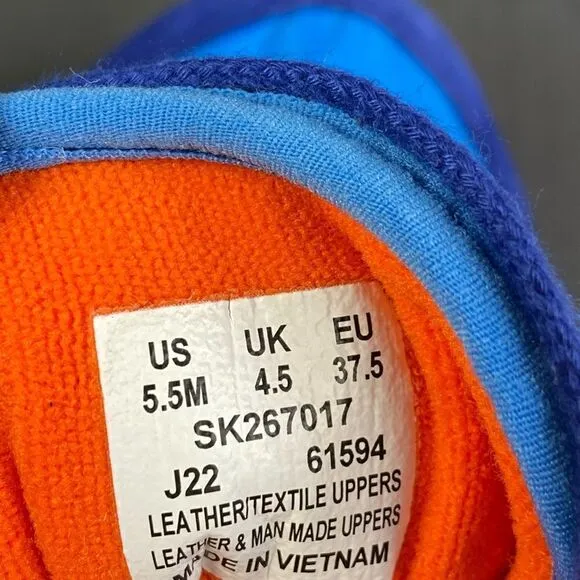 US UK EU
5.5M 4.5 37.5
SK267017
J22 61594
LEATHER/TEXTILE UPPERS
LEATHER & MAN MADE UPPERS
MADE IN VIETNAM